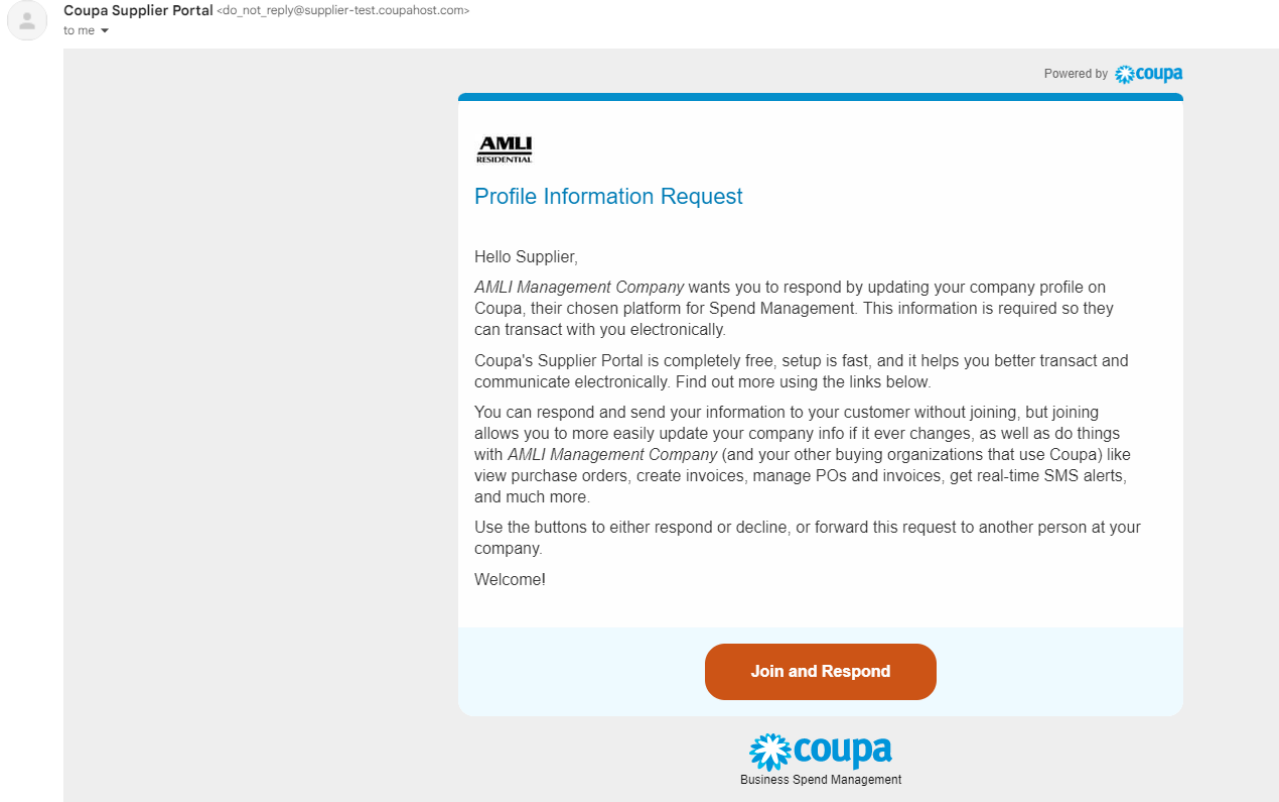 Coupa Supplier Portal <do_not_reply@supplier-test.coupahost.com>
to me
Powered by coupa
AMLI
RESIDENTIAL
Profile Information Request
Hello Supplier,
AMLI Management Company wants you to respond by updating your company profile on
Coupa, their chosen platform for Spend Management. This information is required so they
can transact with you electronically.
Coupa's Supplier Portal is completely free, setup is fast, and it helps you better transact and
communicate electronically. Find out more using the links below.
You can respond and send your information to your customer without joining, but joining
allows you to more easily update your company info if it ever changes, as well as do things
with AMLI Management Company (and your other buying organizations that use Coupa) like
view purchase orders, create invoices, manage POs and invoices, get real-time SMS alerts,
and much more.
Use the buttons to either respond or decline, or forward this request to another person at your
company.
Welcome!
Join and Respond
coupa
Business Spend Management